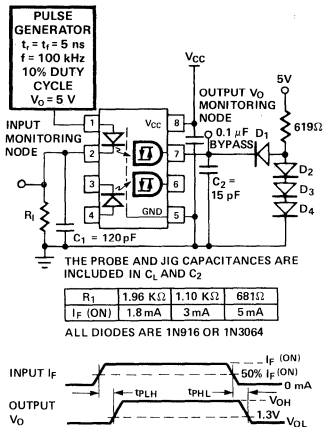 PULSE
GENERATOR
tr = tf = 5 ns
f = 100 kHz
10% DUTY
CYCLE
VO = 5 V
VCC
OUTPUT VO
MONITORING
NODE
5V
INPUT
MONITORING
NODE
1
VCC
8
0.1 μF
BYPASS
D1
619Ω
2
7
D2
3
6
C2 =
15 pF
D3
RI
4
GND
5
D4
C1 = 120 pF
THE PROBE AND JIG CAPACITANCES ARE
INCLUDED IN CL AND C2
R1 1.96 KΩ 1.10 KΩ 681Ω
IF (ON) 1.8 mA 3 mA 5 mA
ALL DIODES ARE 1N916 OR 1N3064
INPUT IF
IF (ON)
50% IF (ON)
0 mA
tPLH
tPHL
OUTPUT
VO
VOH
1.3V
VOL